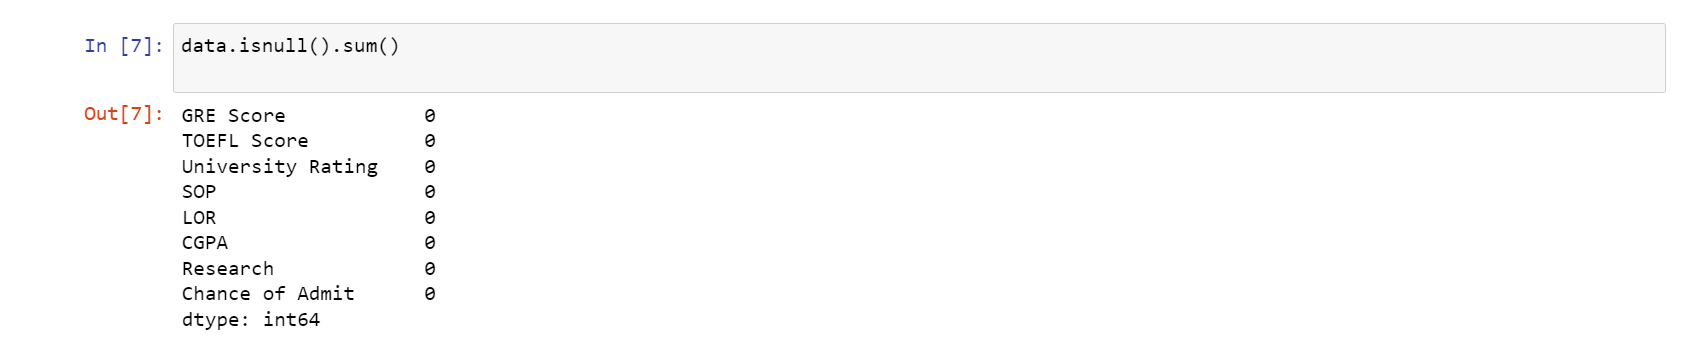 In [7]: data.isnull().sum()
Out[7]: GRE Score 0
TOEFL Score 0
University Rating 0
SOP 0
LOR 0
CGPA 0
Research 0
Chance of Admit 0
dtype: int64